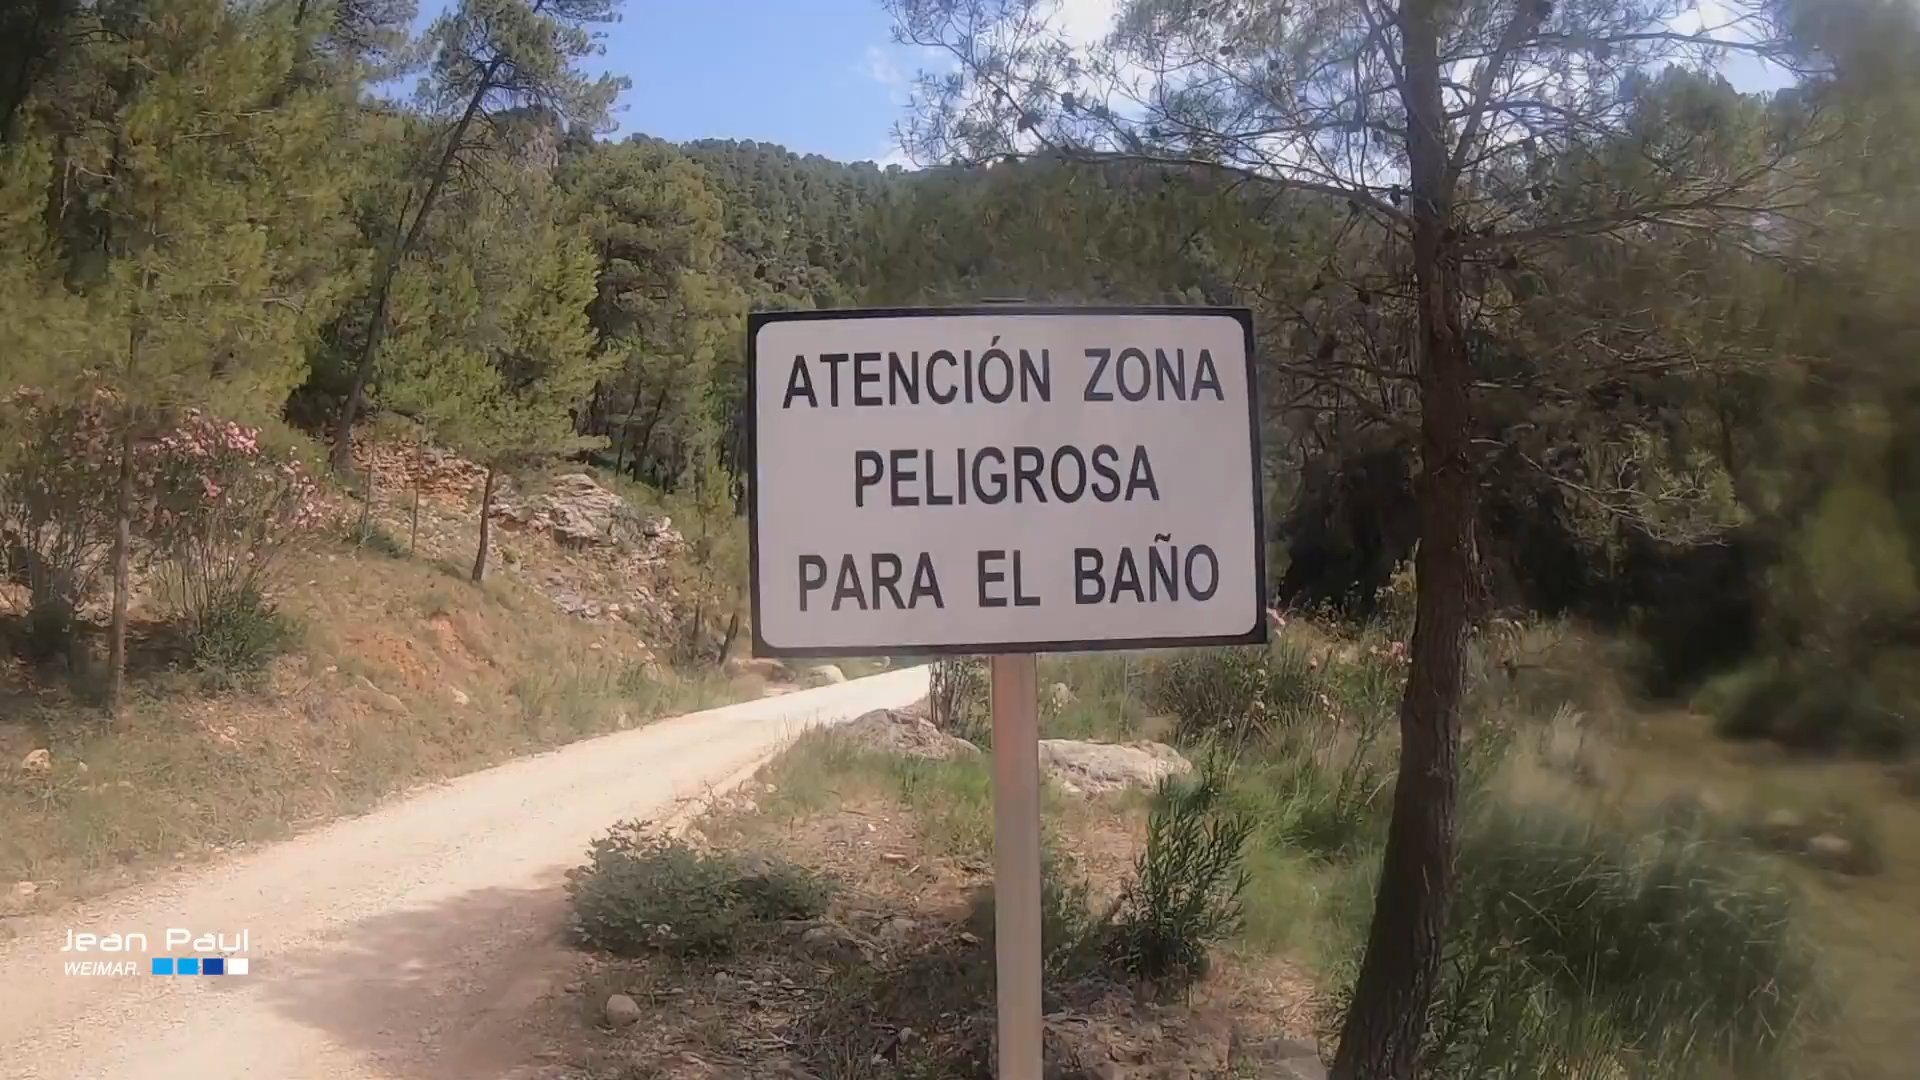 ATENCIÓN ZONA
PELIGROSA
PARA EL BAÑO
Jean Paul
WEIMAR.